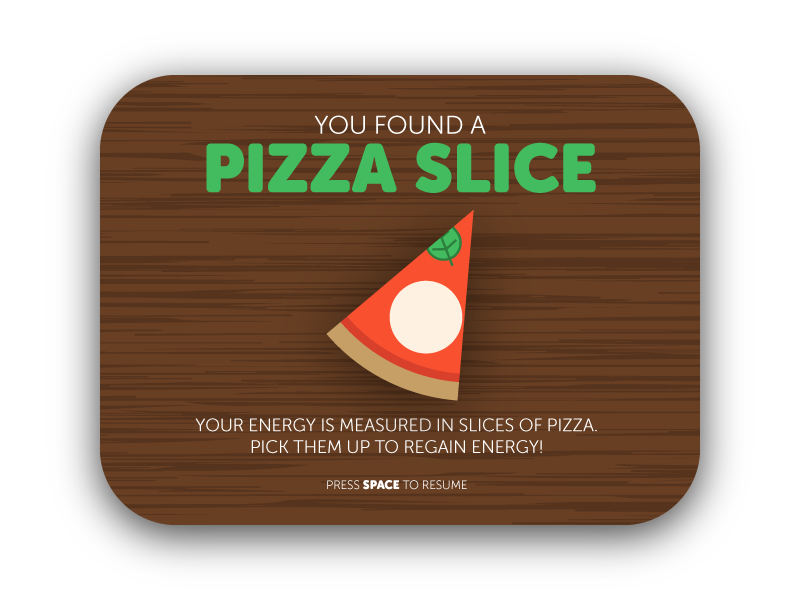 YOU FOUND A
PIZZA SLICE
YOUR ENERGY IS MEASURED IN SLICES OF PIZZA.
PICK THEM UP TO REGAIN ENERGY!
PRESS SPACE TO RESUME